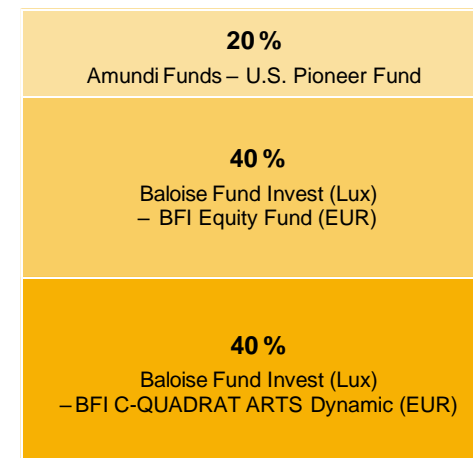 20 %
Amundi Funds – U.S. Pioneer Fund
40 %
Baloise Fund Invest (Lux)
– BFI Equity Fund (EUR)
40 %
Baloise Fund Invest (Lux)
– BFI C-QUADRAT ARTS Dynamic (EUR)